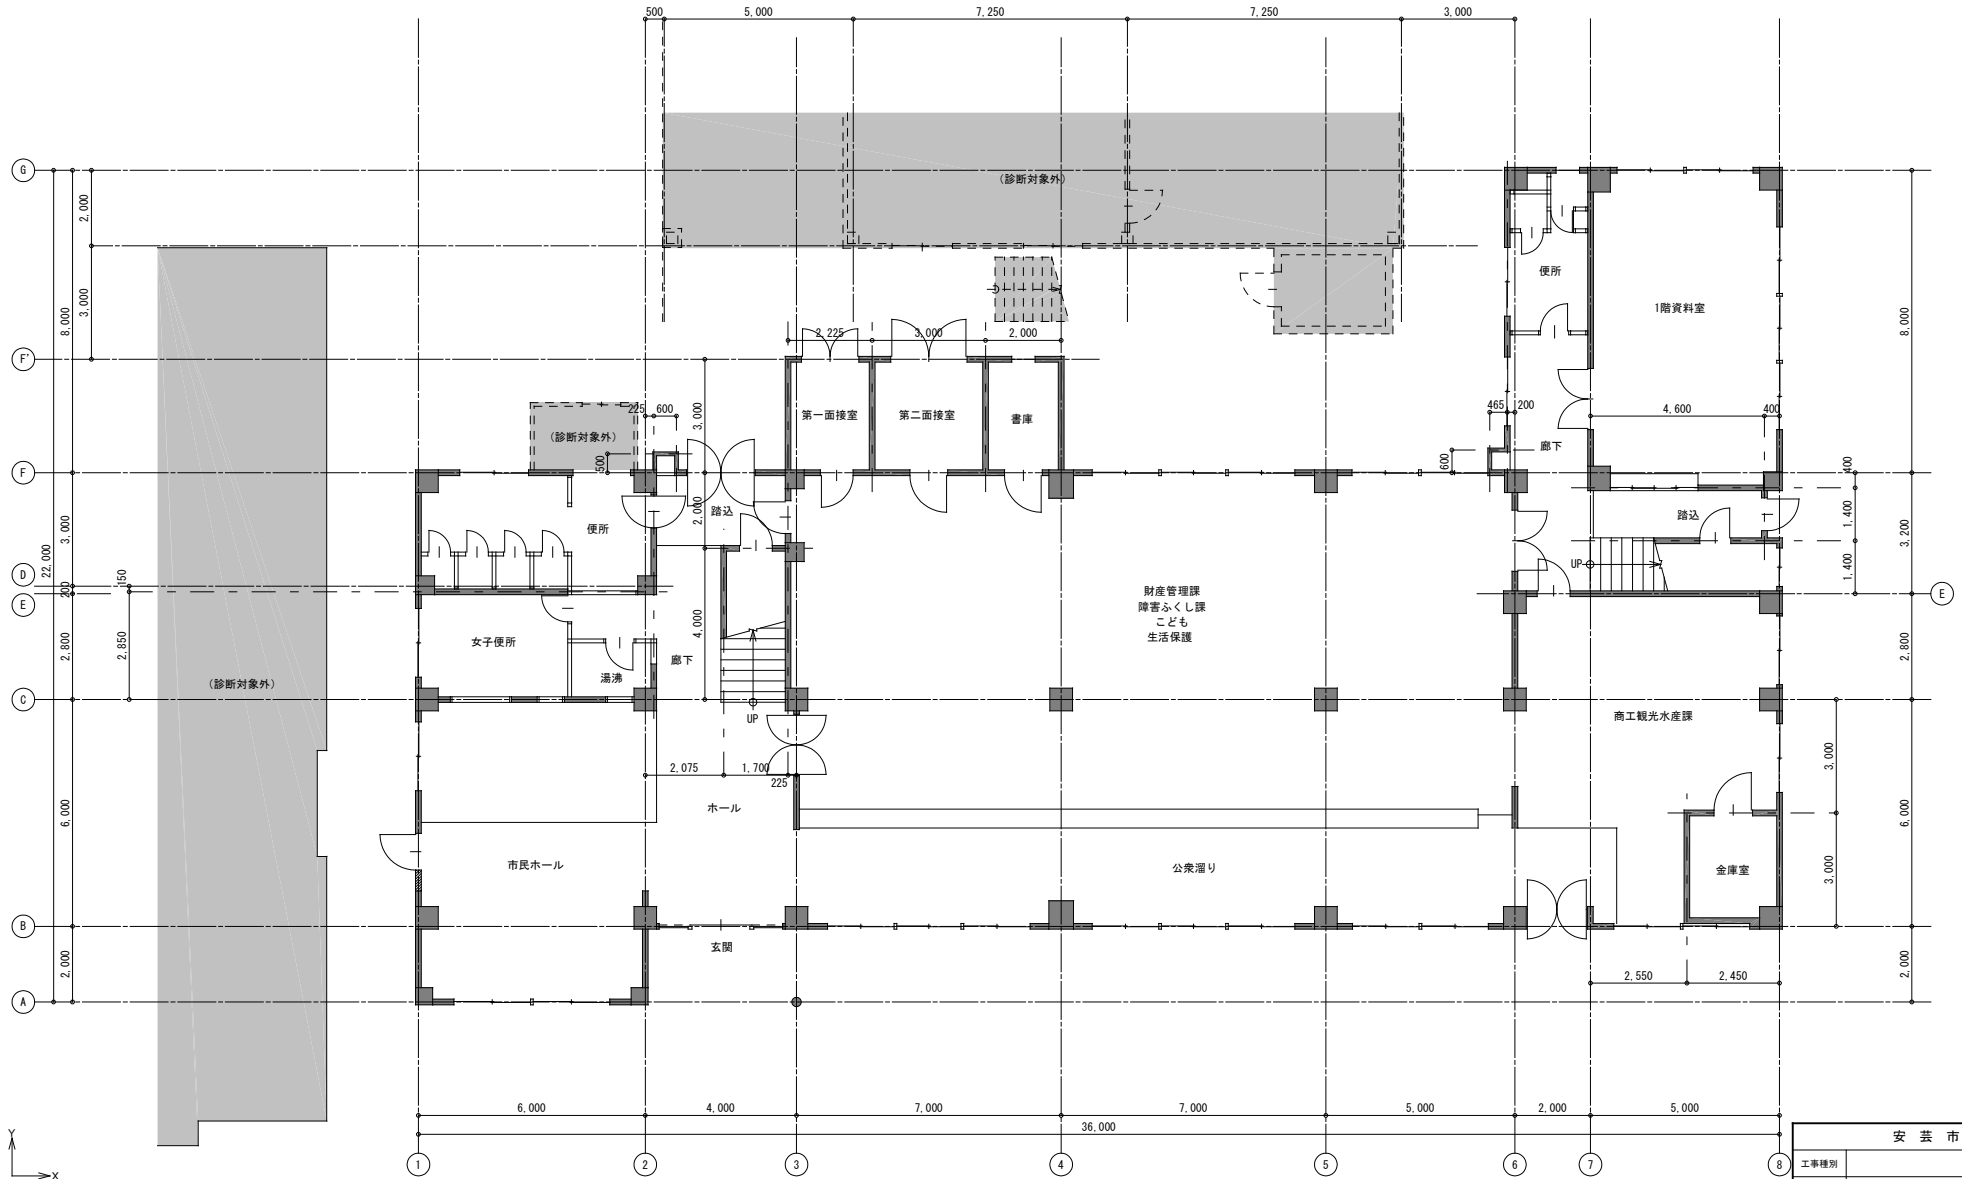 500 5,000 7,250 7,250 3,000
G
2,000
(診断対象外)
便所
8,000
3,000
1階資料室
8,000
2,225 3,000 2,000
F'
第一面接室 第二面接室 書庫
225 600
3,000
465 200
4,600 400
(診断対象外)
500
600
廊下
F
400
2,000
踏込
便所
踏込
1,400
3,000
22,000
3,200
D
150
200
E
UP
1,400
E
財産管理課
障害ふくし課
こども
生活保護
4,000
女子便所
2,800
2,850
廊下
湯沸
2,800
(診断対象外)
C
UP
商工観光水産課
2,075 1,700
225
3,000
ホール
6,000
6,000
市民ホール
公衆溜り
金庫室
3,000
B
玄関
2,000
2,000
2,550 2,450
A
6,000 4,000 7,000 7,000 5,000 2,000 5,000
36,000
Y
X
1 2 3 4 5 6 7 8
安芸市
工事種別